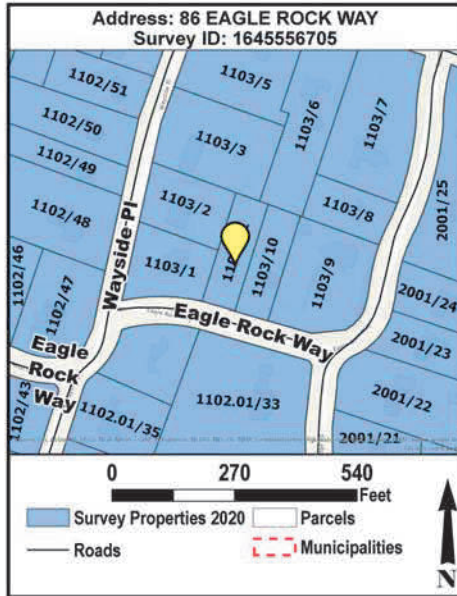 Address: 86 EAGLE ROCK WAY
Survey ID: 1645556705
1102/51
1103/5
1103/6
1103/7
1102/50
1103/3
1102/49
1103/2
1103/8
2001/25
1102/48
1103/1
1103/10
1103/9
1102/46
1102/47
Wayside-Pl
Eagle-Rock-Way
2001/24
2001/23
Eagle
Rock
Way
1102/43
1102.01/35
1102.01/33
2001/22
2001/21
0 270 540
Feet
Survey Properties 2020
Parcels
Roads
Municipalities
N